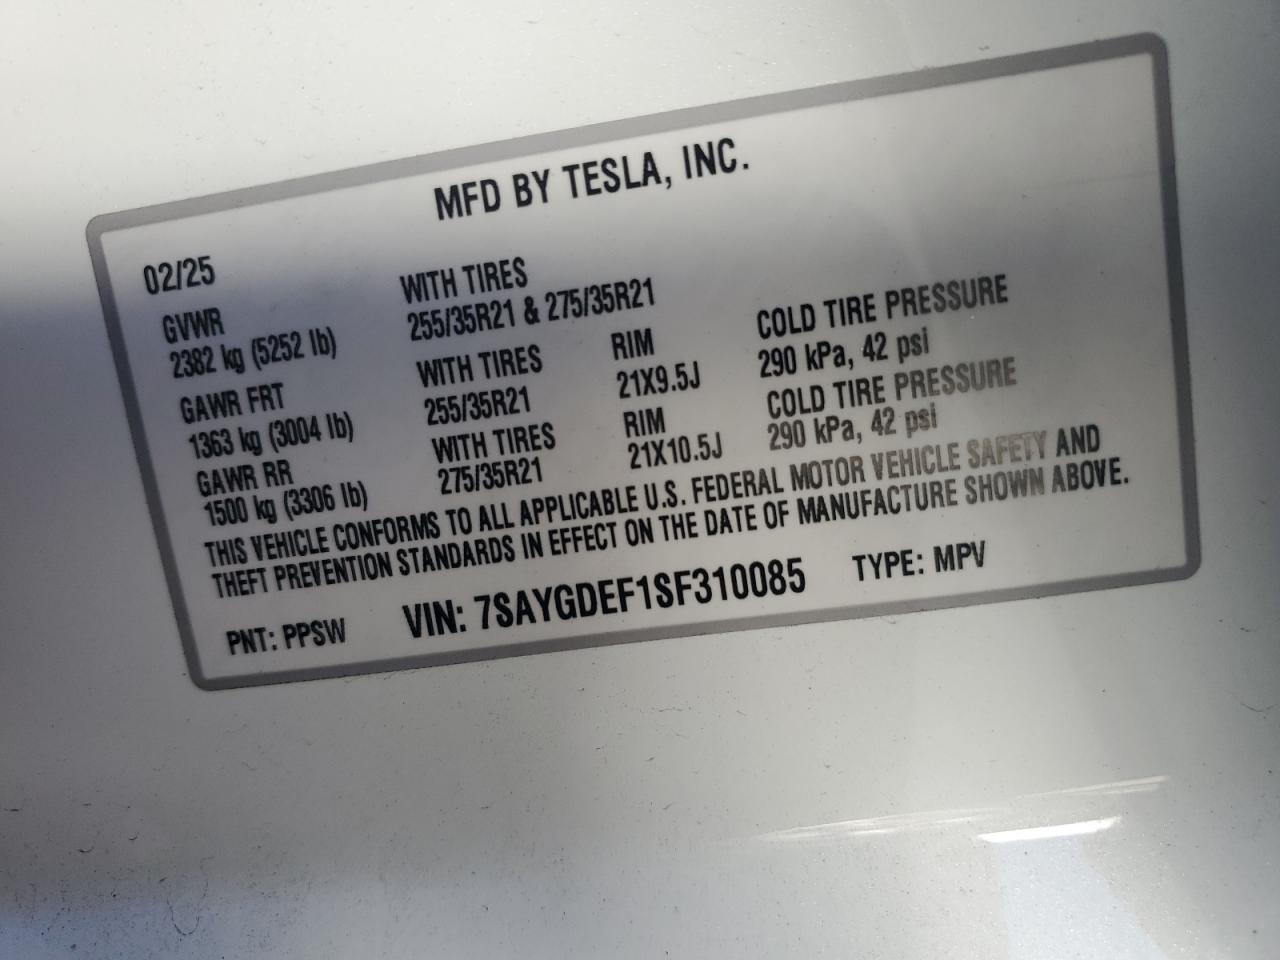 MFD BY TESLA, INC.
02/25
GVWR
2382 kg (5252 lb)
WITH TIRES
255/35R21 & 275/35R21
GAWR FRT
1363 kg (3004 lb)
WITH TIRES
255/35R21
RIM
21X9.5J
COLD TIRE PRESSURE
290 kPa, 42 psi
GAWR RR
1500 kg (3306 lb)
WITH TIRES
275/35R21
RIM
21X10.5J
COLD TIRE PRESSURE
290 kPa, 42 psi
THIS VEHICLE CONFORMS TO ALL APPLICABLE U.S. FEDERAL MOTOR VEHICLE SAFETY AND
THEFT PREVENTION STANDARDS IN EFFECT ON THE DATE OF MANUFACTURE SHOWN ABOVE.
PNT: PPSW
VIN: 7SAYGDEF1SF310085
TYPE: MPV